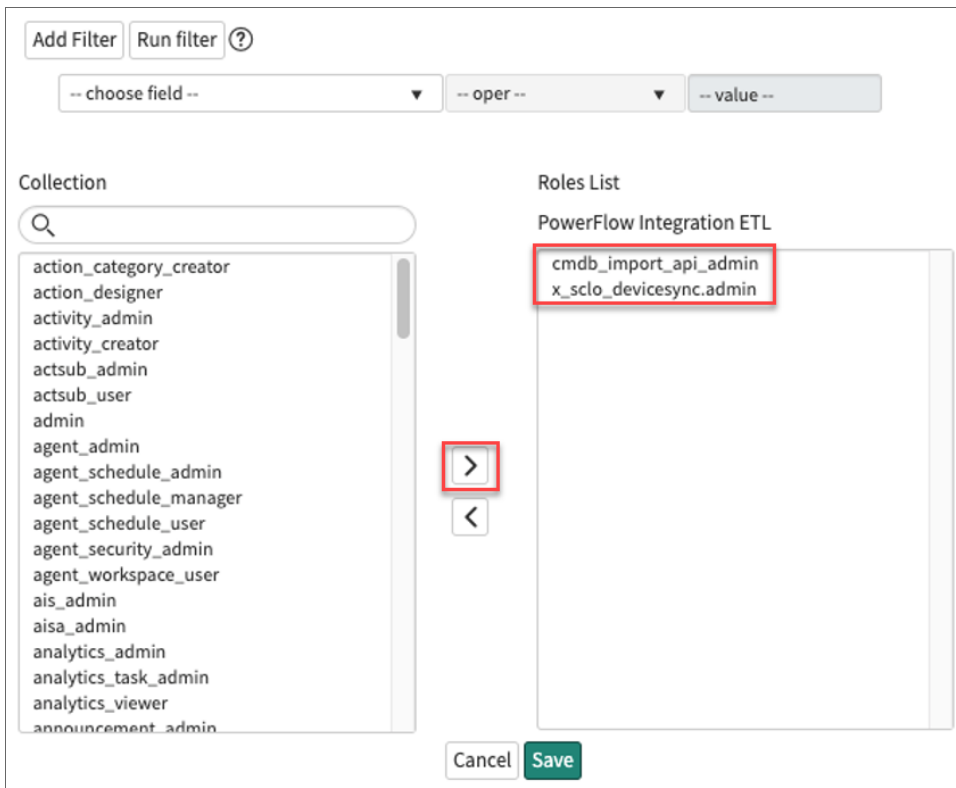 Add Filter Run filter ?
-- choose field -- -- oper -- -- value --
Collection
Roles List
PowerFlow Integration ETL
action_category_creator
action_designer
activity_admin
activity_creator
actsub_admin
actsub_user
admin
agent_admin
agent_schedule_admin
agent_schedule_manager
agent_schedule_user
agent_security_admin
agent_workspace_user
ais_admin
aisa_admin
analytics_admin
analytics_task_admin
analytics_viewer
announcement_admin
cmdb_import_api_admin
x_sclo_devicesync.admin
>
<
Cancel Save